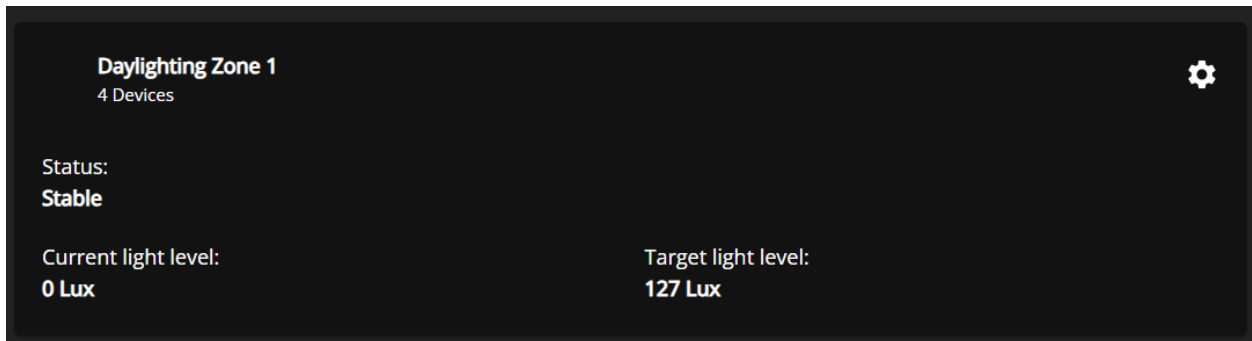 Daylighting Zone 1
4 Devices
Status:
Stable
Current light level:
0 Lux
Target light level:
127 Lux